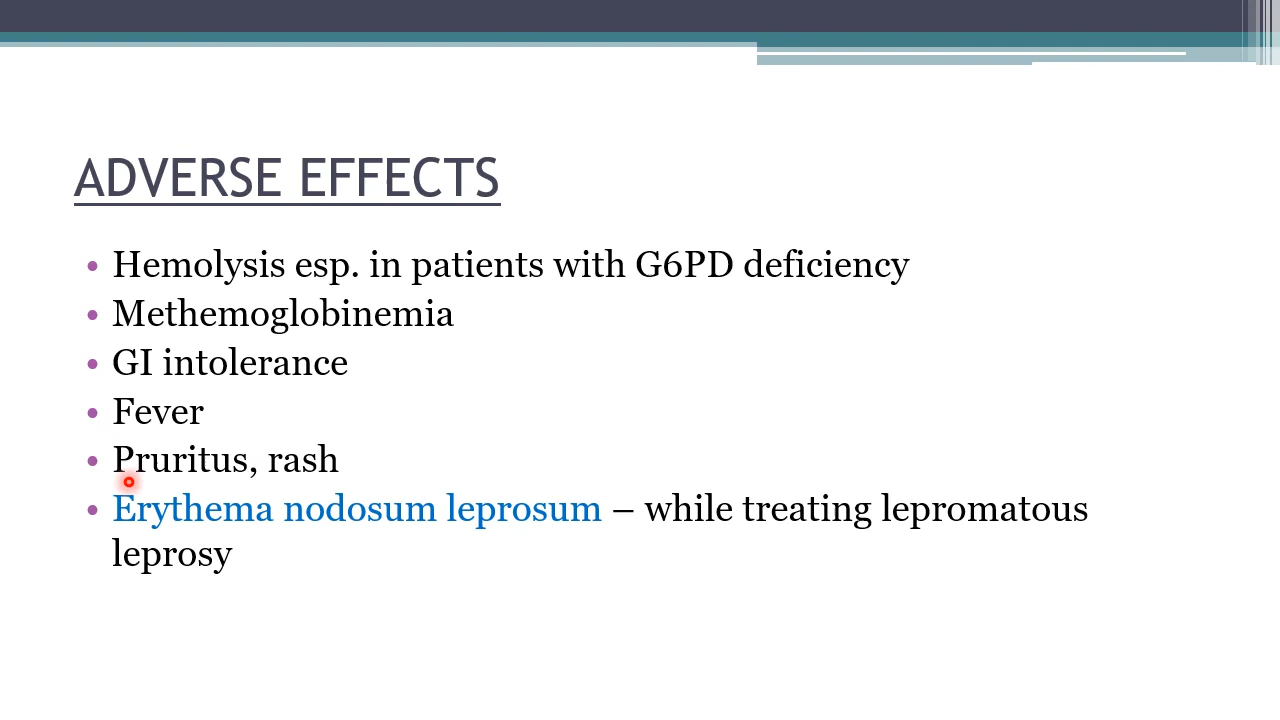 ADVERSE EFFECTS
• Hemolysis esp. in patients with G6PD deficiency
• Methemoglobinemia
• GI intolerance
• Fever
• Pruritus, rash
• Erythema nodosum leprosum – while treating lepromatous
leprosy